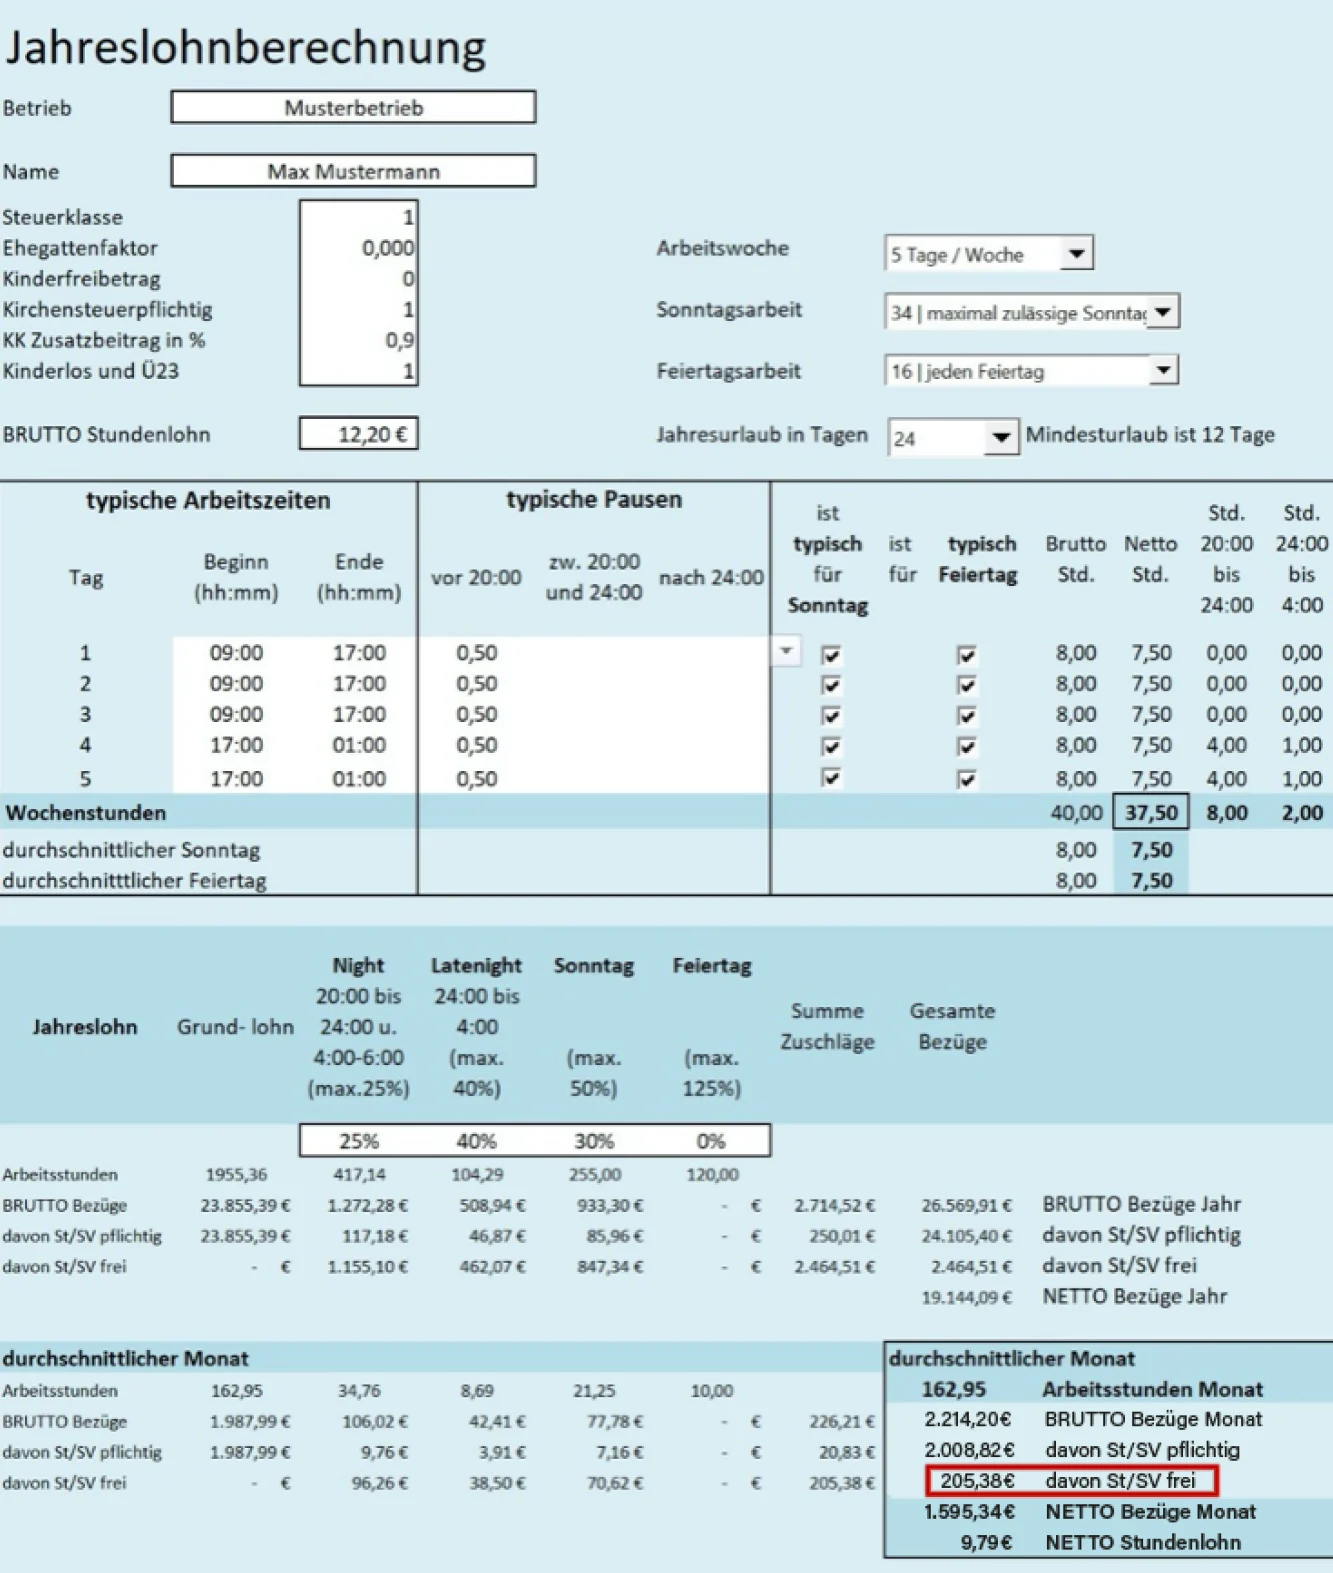 Jahreslohnberechnung
Betrieb Musterbetrieb
Name Max Mustermann
Steuerklasse 1
Ehegattenfaktor 0,000 Arbeitswoche 5 Tage / Woche
Kinderfreibetrag 0
Kirchensteuerpflichtig 1 Sonntagsarbeit 34 | maximal zulässige Sonntag
KK Zusatzbeitrag in % 0,9
Kinderlos und Ü23 1 Feiertagsarbeit 16 | jeden Feiertag
BRUTTO Stundenlohn 12,20 € Jahresurlaub in Tagen 24 Mindesturlaub ist 12 Tage
typische Arbeitszeiten typische Pausen
ist Std. Std.
typisch ist typisch Brutto Netto 20:00 24:00
Tag Beginn Ende vor 20:00 zw. 20:00 nach 24:00 für für Feiertag Std. Std. bis bis
(hh:mm) (hh:mm) und 24:00 Sonntag 24:00 4:00
1 09:00 17:00 0,50 8,00 7,50 0,00 0,00
2 09:00 17:00 0,50 8,00 7,50 0,00 0,00
3 09:00 17:00 0,50 8,00 7,50 0,00 0,00
4 17:00 01:00 0,50 8,00 7,50 4,00 1,00
5 17:00 01:00 0,50 8,00 7,50 4,00 1,00
Wochenstunden 40,00 37,50 8,00 2,00
durchschnittlicher Sonntag 8,00 7,50
durchschnitttlicher Feiertag 8,00 7,50
Night Latenight Sonntag Feiertag
20:00 bis 24:00 bis
Jahreslohn Grund- lohn 24:00 u. 4:00 Summe Gesamte
4:00-6:00 (max. (max. (max. Zuschläge Bezüge
(max.25%) 40%) 50%) 125%)
25% 40% 30% 0%
Arbeitsstunden 1955,36 417,14 104,29 255,00 120,00
BRUTTO Bezüge 23.855,39 € 1.272,28 € 508,94 € 933,30 € - € 2.714,52 € 26.569,91 € BRUTTO Bezüge Jahr
davon St/SV pflichtig 23.855,39 € 117,18 € 46,87 € 85,96 € - € 250,01 € 24.105,40 € davon St/SV pflichtig
davon St/SV frei - € 1.155,10 € 462,07 € 847,34 € - € 2.464,51 € 2.464,51 € davon St/SV frei
19.144,09 € NETTO Bezüge Jahr
durchschnittlicher Monat durchschnittlicher Monat
Arbeitsstunden 162,95 34,76 8,69 21,25 10,00 162,95 Arbeitsstunden Monat
BRUTTO Bezüge 1.987,99 € 106,02 € 42,41 € 77,78 € - € 226,21 € 2.214,20€ BRUTTO Bezüge Monat
davon St/SV pflichtig 1.987,99 € 9,76 € 3,91 € 7,16 € - € 20,83 € 2.008,82€ davon St/SV pflichtig
davon St/SV frei - € 96,26 € 38,50 € 70,62 € - € 205,38 € 205,38€ davon St/SV frei
1.595,34€ NETTO Bezüge Monat
9,79€ NETTO Stundenlohn